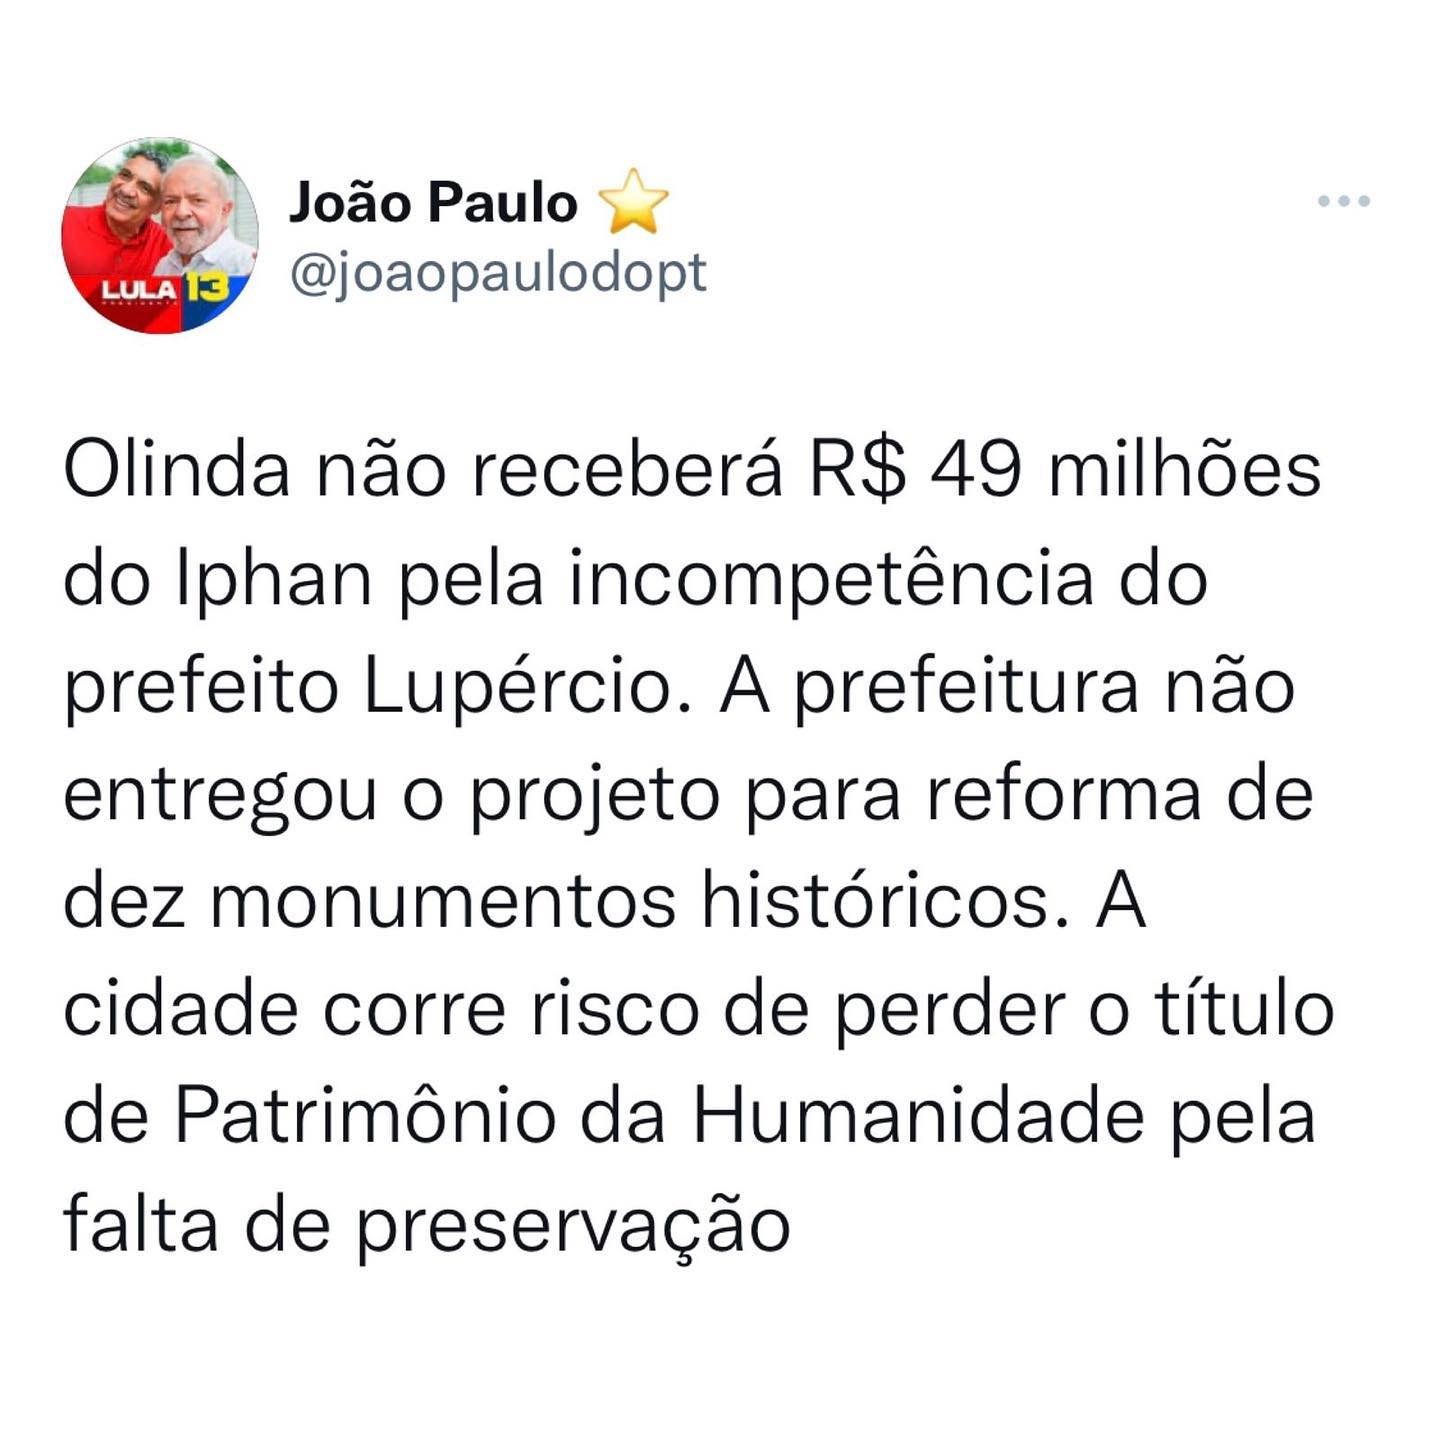 João Paulo ⭐
@joaopaulodopt
LULA 13
Olinda não receberá R$ 49 milhões
do Iphan pela incompetência do
prefeito Lupércio. A prefeitura não
entregou o projeto para reforma de
dez monumentos históricos. A
cidade corre risco de perder o título
de Patrimônio da Humanidade pela
falta de preservação